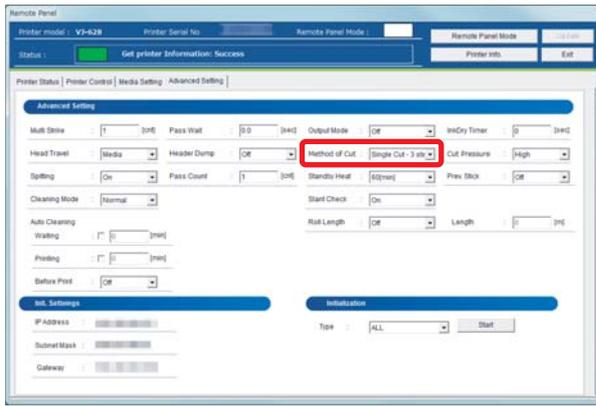 Remote Panel
Printer model : VJ-628 Printer Serial No Remote Panel Mode : Remote Panel Mode
Status : Get printer Information: Success Printer Info. Exit
Printer Status Printer Control Media Setting Advanced Setting
Advanced Setting
Multi Strike : 1 [cnt] Pass Wait : 0.0 [sec] Output Mode : Off InkDry Timer : 0 [sec]
Head Travel : Media Header Dump : Off Method of Cut : Single Cut - 3 ste Cut Pressure : High
Spitting : On Pass Count : 1 [cnt] Standby Heat : 60[min] Prev. Stick : Off
Cleaning Mode : Normal Slant Check : On
Auto Cleaning Roll Length : Off Length : 0 [m]
Waiting : 0 [min]
Printing : 0 [min]
Before Print : Off
Init. Settings Initialization
IP Address : Type : ALL Start
Subnet Mask :
Gateway :